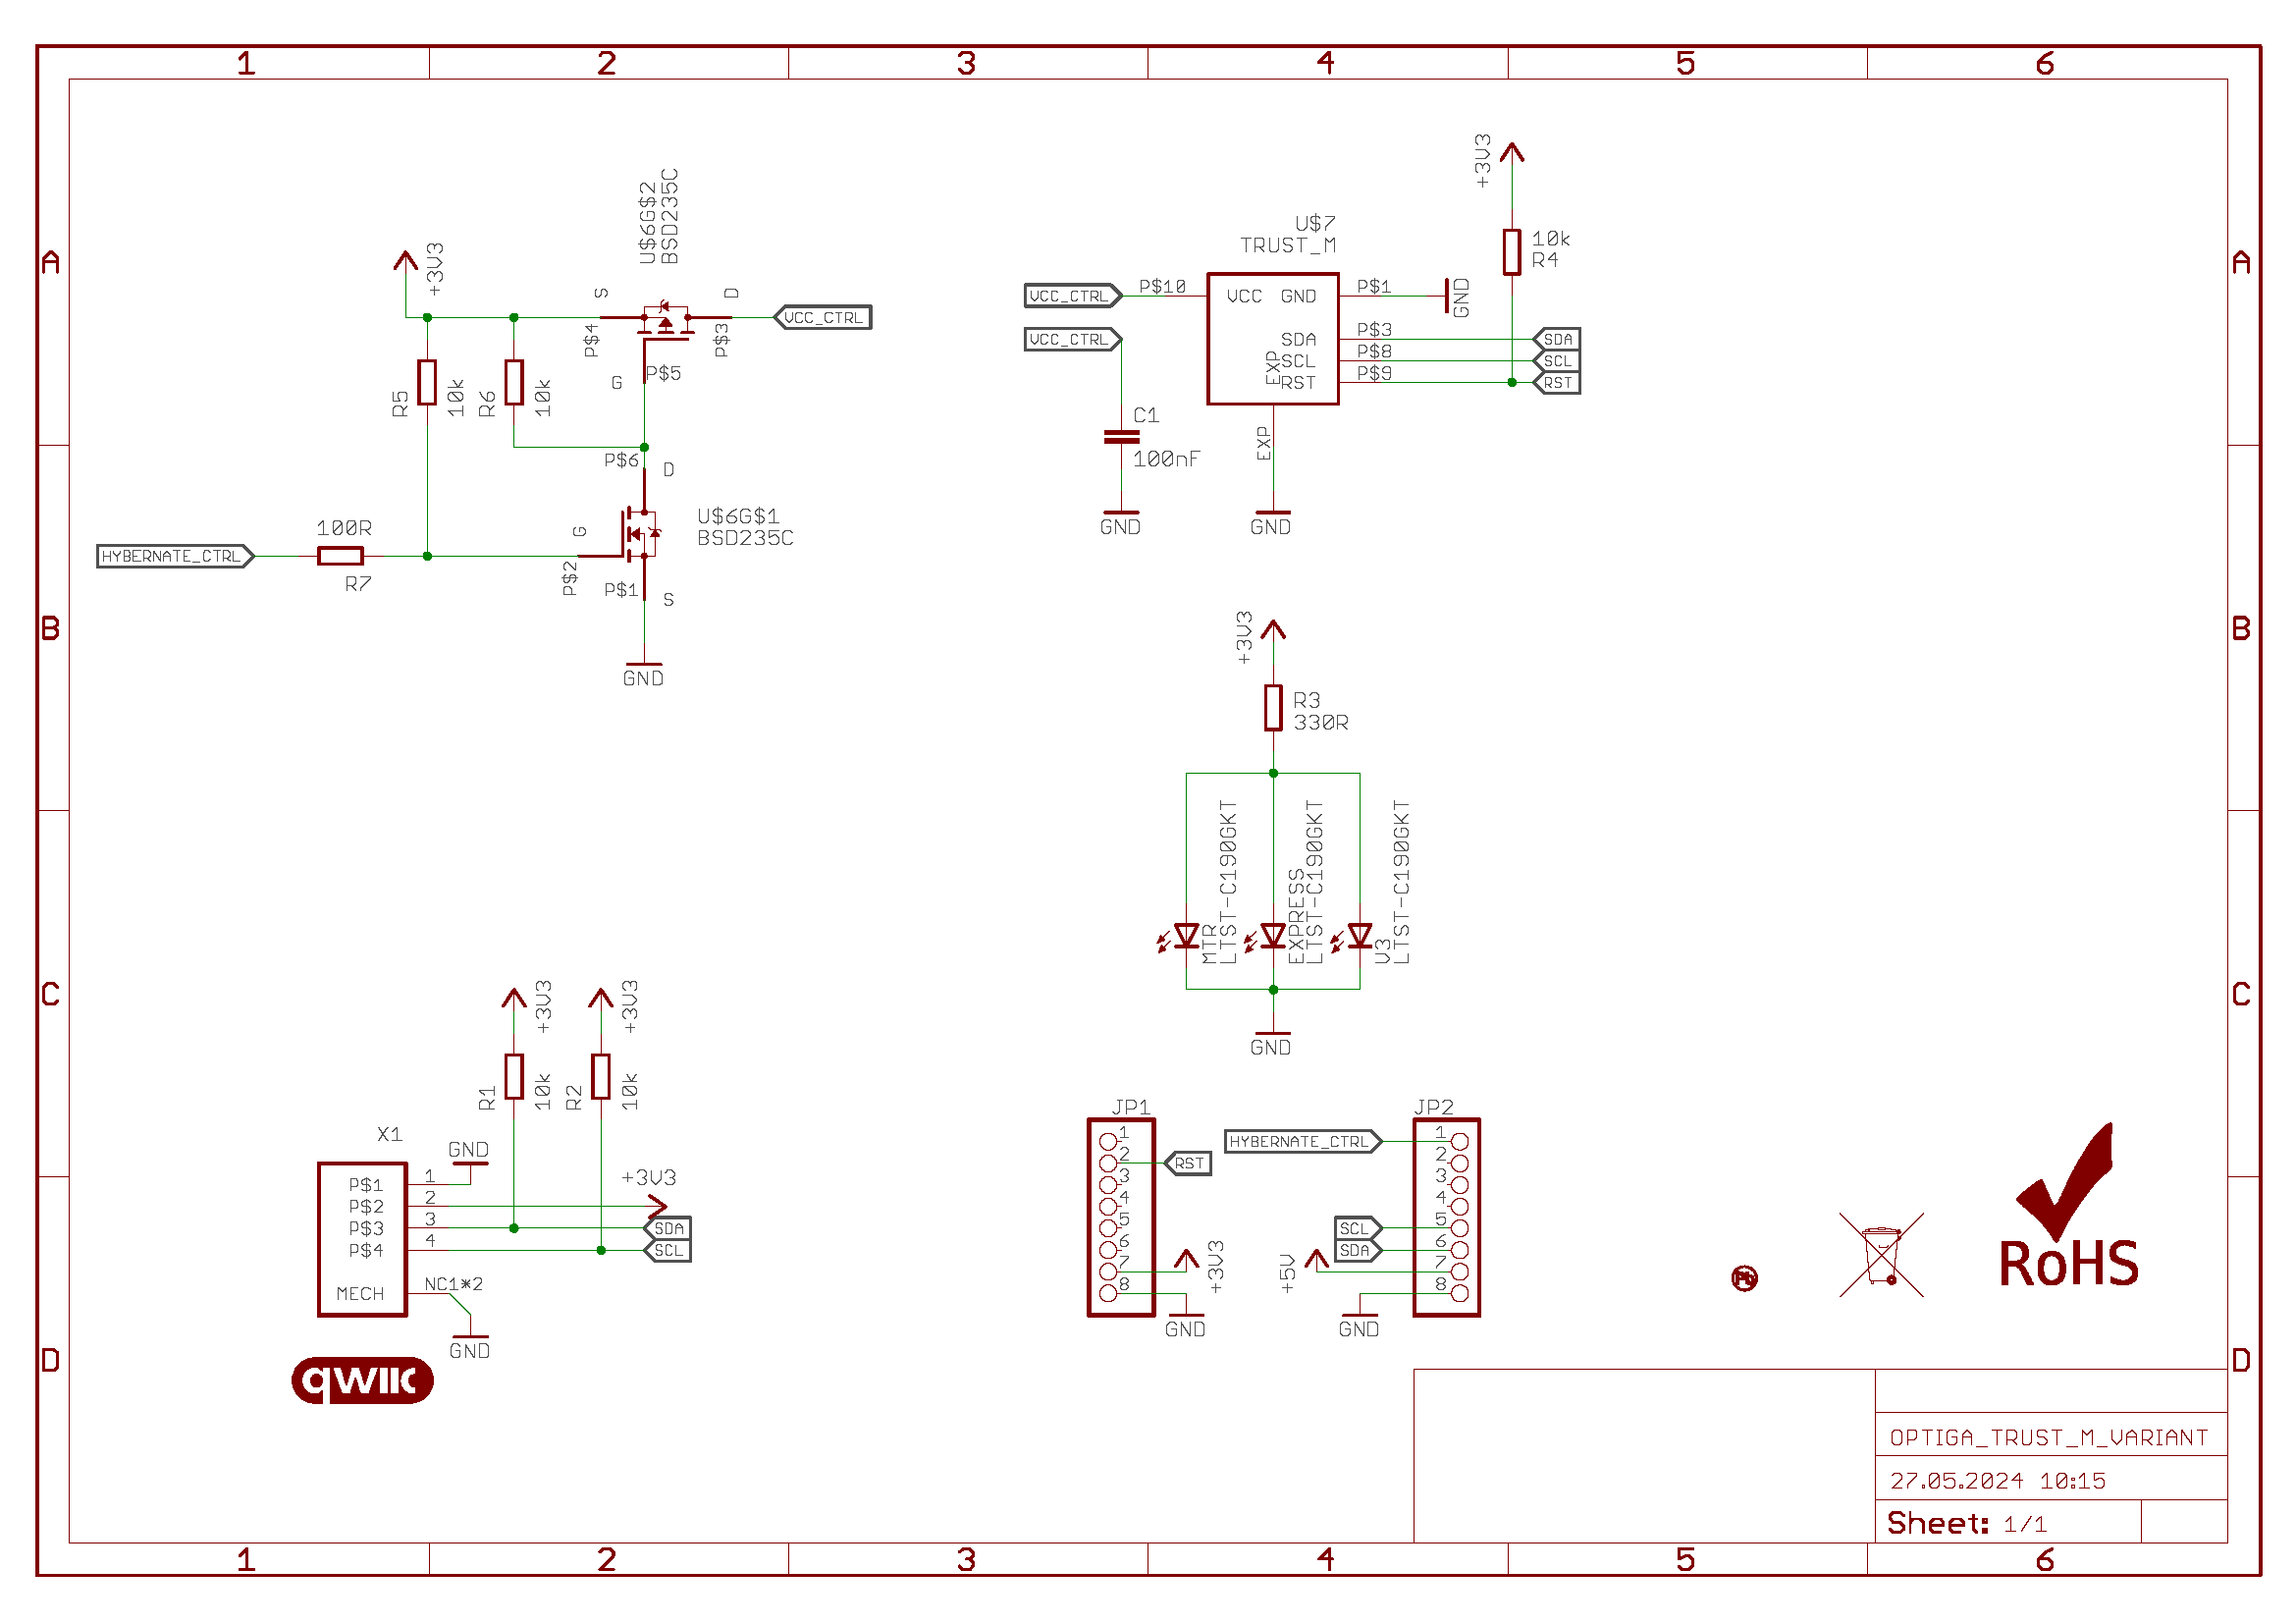 1 2 3 4 5 6
A
A
B
B
C
C
D
D
U$6G$2
BSD235C
+3V3
S
D
P$4
P$3
VCC_CTRL
G
P$5
R5
10k
R6
10k
P$6
D
100R
G
U$6G$1
BSD235C
HYBERNATE_CTRL
R7
P$2
P$1
S
GND
+3V3
U$7
TRUST_M
10k
R4
VCC_CTRL
P$10
VCC GND
P$1
GND
VCC_CTRL
SDA
P$3
SDA
SCL
P$8
SCL
EXP
RST
P$9
RST
C1
100nF
EXP
GND
GND
+3V3
R3
330R
MTR
LTST-C190GKT
EXPRESS
LTST-C190GKT
V3
LTST-C190GKT
GND
+3V3
+3V3
R1
10k
R2
10k
X1
GND
P$1
1
P$2
2
+3V3
P$3
3
SDA
P$4
4
SCL
MECH
NC1*2
GND
qwiic
JP1
1
2
RST
3
4
5
6
7
8
+3V3
GND
JP2
HYBERNATE_CTRL
1
2
3
4
SCL
5
SDA
6
+5V
7
8
GND
Pb
RoHS
OPTIGA_TRUST_M_VARIANT
27.05.2024 10:15
Sheet: 1/1
1 2 3 4 5 6